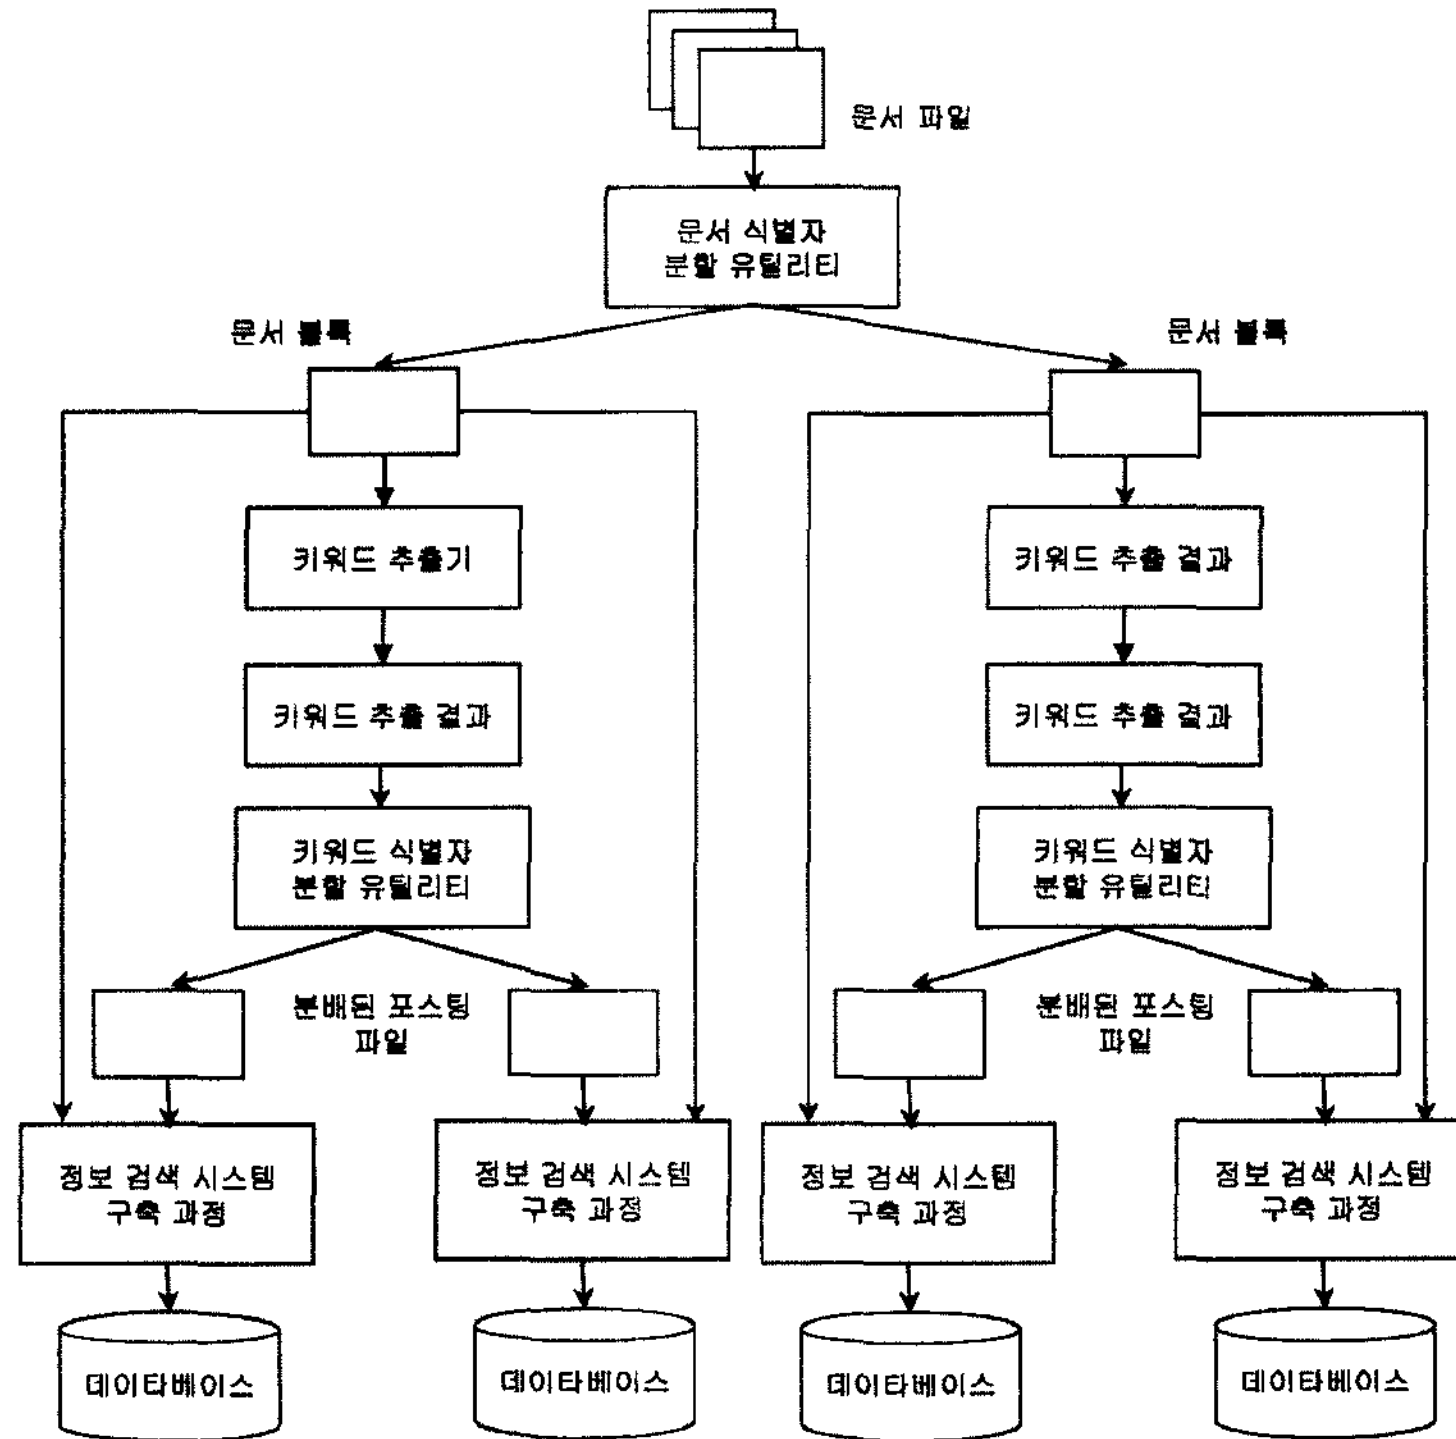 문서 파일
문서 식별자
분할 유틸리티
문서 블록
문서 블록
키워드 추출기
키워드 추출 결과
키워드 추출 결과
키워드 추출 결과
키워드 식별자
분할 유틸리티
키워드 식별자
분할 유틸리티
분배된 포스팅
파일
분배된 포스팅
파일
정보 검색 시스템
구축 과정
정보 검색 시스템
구축 과정
정보 검색 시스템
구축 과정
정보 검색 시스템
구축 과정
데이타베이스
데이타베이스
데이타베이스
데이타베이스